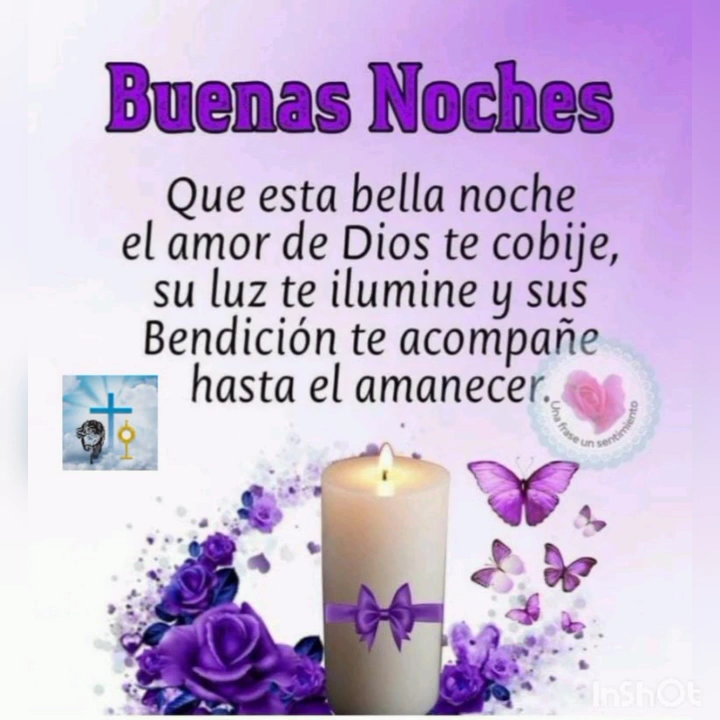 Buenas Noches
Que esta bella noche
el amor de Dios te cobije,
su luz te ilumine y sus
Bendición te acompañe
hasta el amanecer.
Una frase un sentimiento
InShOt